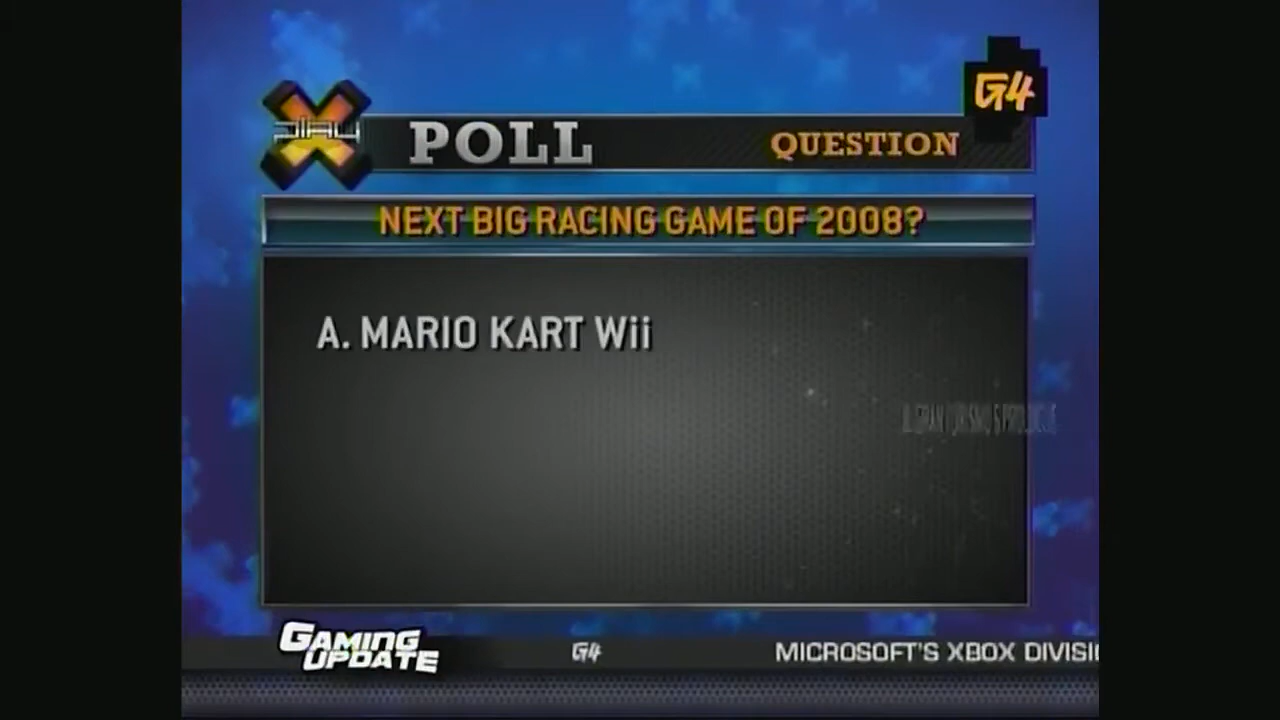 G4
PLAY
POLL
QUESTION
NEXT BIG RACING GAME OF 2008?
A. MARIO KART Wii
GAMING
UPDATE
G4
MICROSOFT'S XBOX DIVISI